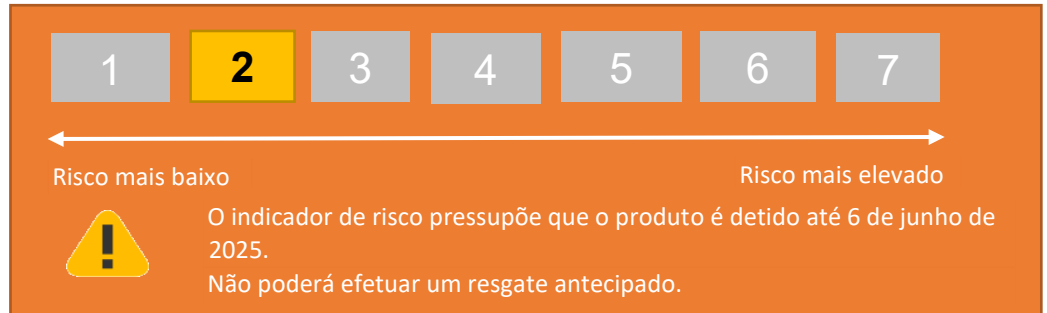 1 2 3 4 5 6 7
Risco mais baixo Risco mais elevado
O indicador de risco pressupõe que o produto é detido até 6 de junho de
2025.
Não poderá efetuar um resgate antecipado.